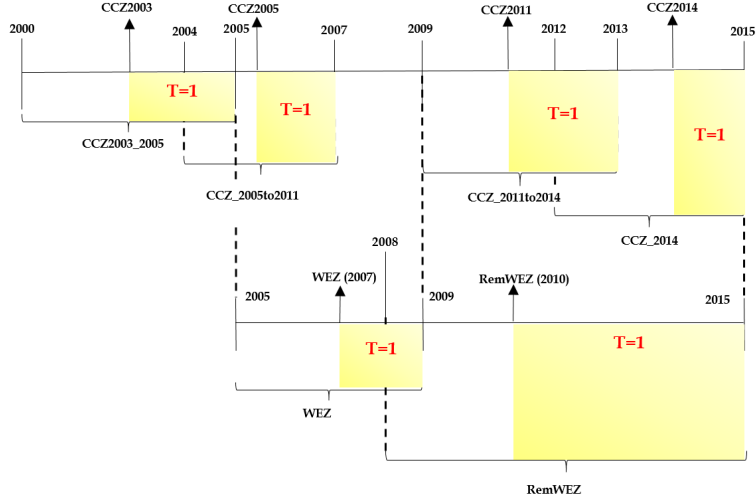 CCZ2003
CCZ2005
CCZ2011
CCZ2014
2000
2004
2005
2007
2009
2012
2013
2015
T=1
T=1
T=1
T=1
CCZ2003_2005
CCZ_2005to2011
CCZ_2011to2014
CCZ_2014
2008
WEZ (2007)
RemWEZ (2010)
2005
2009
2015
T=1
T=1
WEZ
RemWEZ